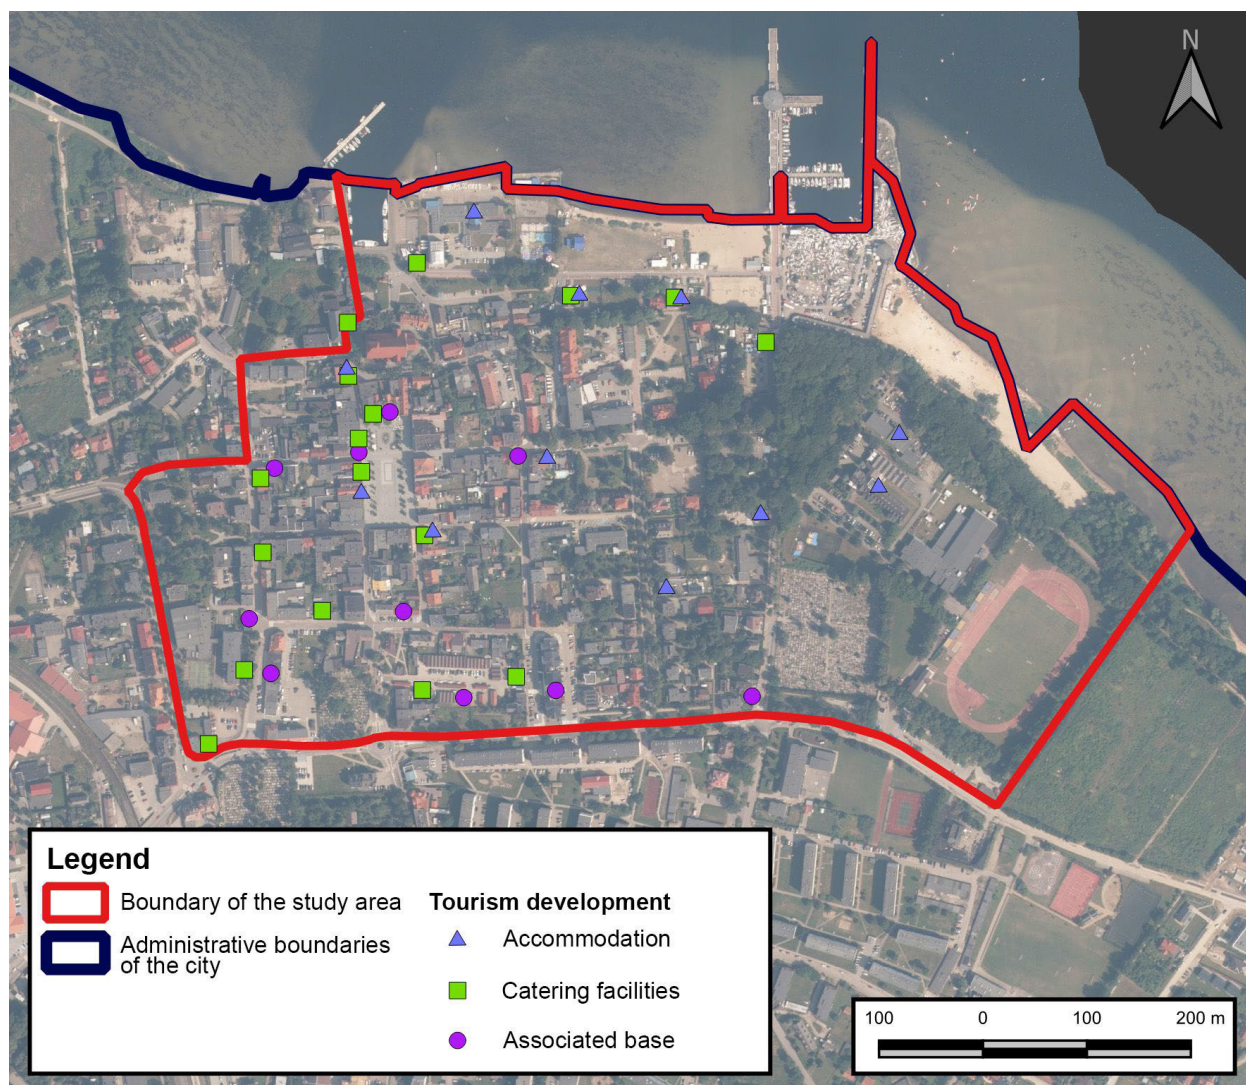 N
Legend
Boundary of the study area
Administrative boundaries
of the city
Tourism development
Accommodation
Catering facilities
Associated base
100 0 100 200 m